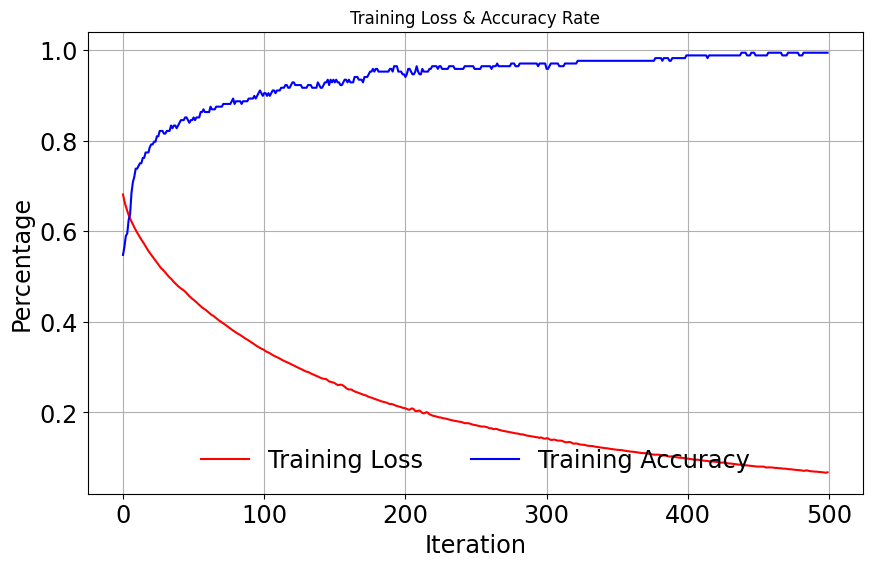 Training Loss & Accuracy Rate
1.0
0.8
0.6
0.4
0.2
Percentage
Training Loss
Training Accuracy
0 100 200 300 400 500
Iteration